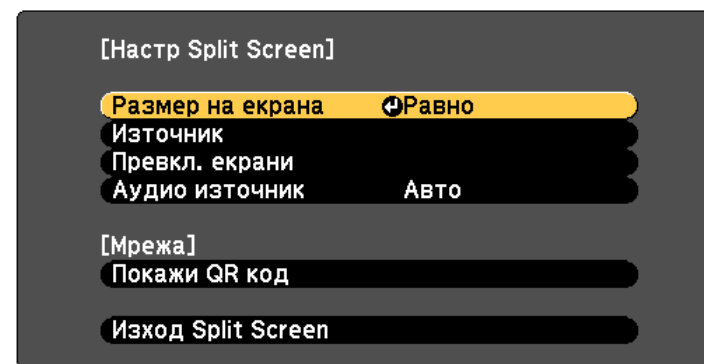 [Настр Split Screen]
Размер на екрана Равно
Източник
Превкл. екрани
Аудио източник Авто
[Мрежа]
Покажи QR код
Изход Split Screen